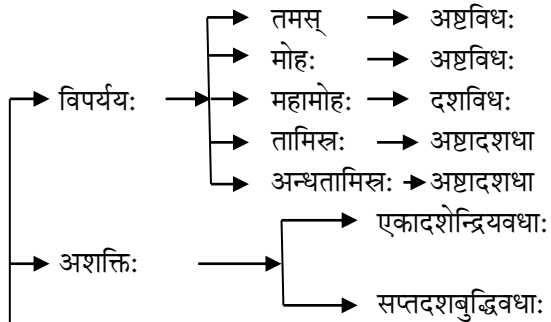 तमस् अष्टविध:
मोह: अष्टविध:
विपर्यय: महामोह: दशविध:
तामिस्त्र: अष्टादशधा
अन्धतामिस्त्र: अष्टादशधा
एकादशेन्द्रियवधा:
अशक्ति:
सप्तदशबुद्धिवधा: